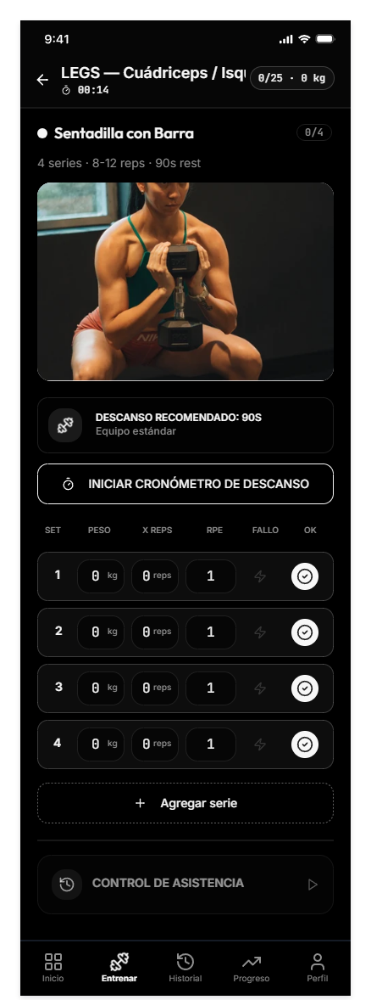 9:41
LEGS — Cuádriceps / Isqu
00:14
0/25 · 0 kg
Sentadilla con Barra
0/4
4 series · 8-12 reps · 90s rest
NIK
DESCANSO RECOMENDADO: 90S
Equipo estándar
INICIAR CRONÓMETRO DE DESCANSO
SET PESO X REPS RPE FALLO OK
1 0 kg 0 reps 1
2 0 kg 0 reps 1
3 0 kg 0 reps 1
4 0 kg 0 reps 1
+ Agregar serie
CONTROL DE ASISTENCIA
Inicio Entrenar Historial Progreso Perfil